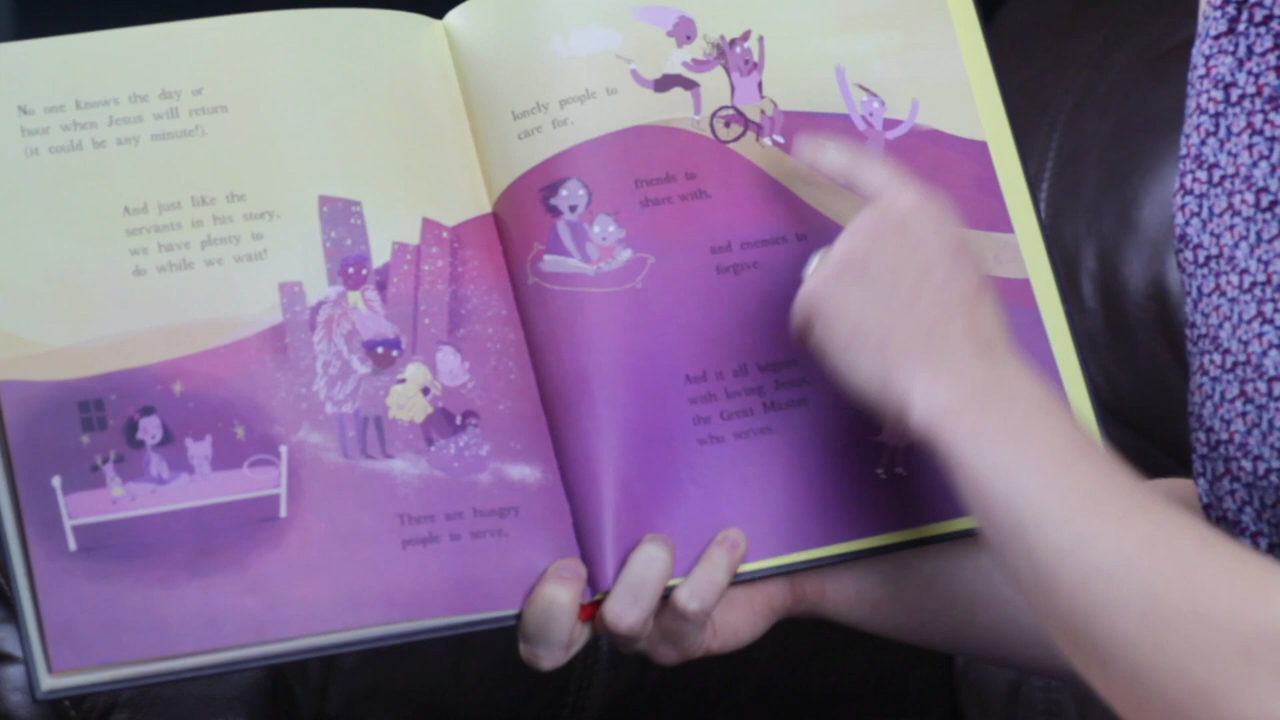 No one knows the day or
hour when Jesus will return
(it could be any minute!).
And just like the
servants in his story,
we have plenty to
do while we wait!
There are hungry
people to serve,
lonely people to
care for,
friends to
share with,
and enemies to
forgive.
And it all begins
with loving Jesus,
the Great Master
who serves.